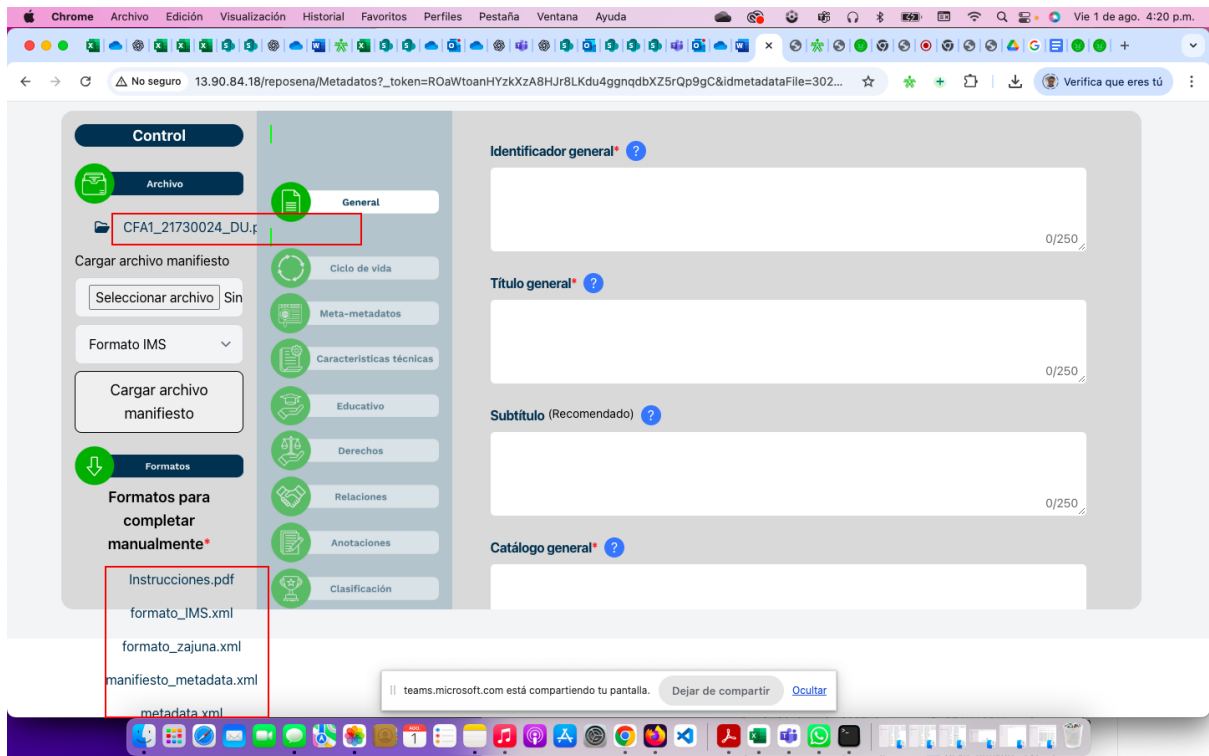 Chrome Archivo Edición Visualización Historial Favoritos Perfiles Pestaña Ventana Ayuda Vie 1 de ago. 4:20 p.m.
No seguro 13.90.84.18/reposena/Metadatos?_token=ROaWtoanHYzkXzA8HJr8LKdu4ggnqdbXZ5rQp9gC&idmetadataFile=302... Verifica que eres tú
Control
Archivo
CFA1_21730024_DU.p
Cargar archivo manifiesto
Seleccionar archivo Sin
Formato IMS
Cargar archivo
manifiesto
Formatos
Formatos para
completar
manualmente*
Instrucciones.pdf
formato_IMS.xml
formato_zajuna.xml
manifiesto_metadata.xml
metadata.xml
General
Ciclo de vida
Meta-metadatos
Caracteristicas técnicas
Educativo
Derechos
Relaciones
Anotaciones
Clasificación
Identificador general* ?
0/250
Título general* ?
0/250
Subtítulo (Recomendado) ?
0/250
Catálogo general* ?
teams.microsoft.com está compartiendo tu pantalla. Dejar de compartir Ocultar